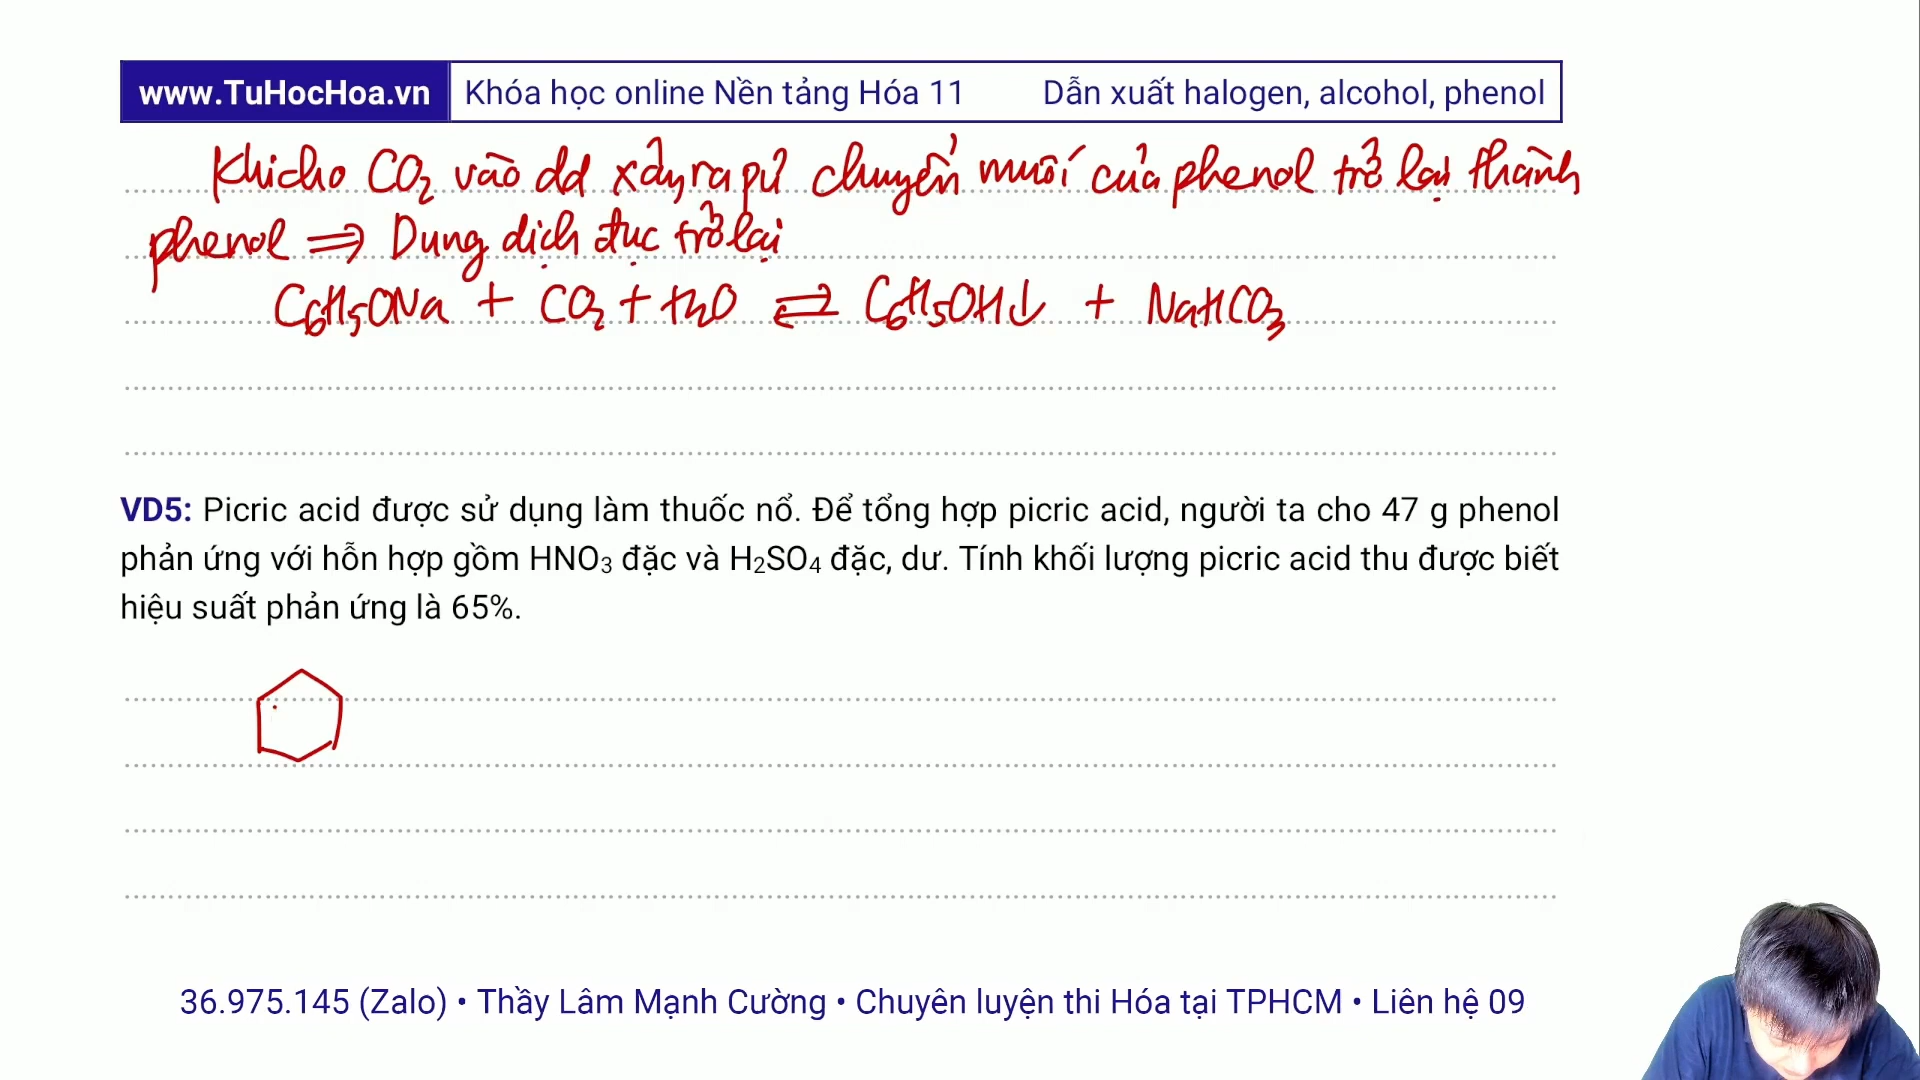 www.TuHocHoa.vn Khóa học online Nền tảng Hóa 11 Dẫn xuất halogen, alcohol, phenol
Khi cho CO₂ vào dd xảy ra pứ chuyển muối của phenol trở lại thành
phenol ⇒ Dung dịch đục trở lại
C₆H₅ONa + CO₂ + H₂O ⇌ C₆H₅OH↓ + NaHCO₃
VD5: Picric acid được sử dụng làm thuốc nổ. Để tổng hợp picric acid, người ta cho 47 g phenol
phản ứng với hỗn hợp gồm HNO₃ đặc và H₂SO₄ đặc, dư. Tính khối lượng picric acid thu được biết
hiệu suất phản ứng là 65%.
36.975.145 (Zalo) • Thầy Lâm Mạnh Cường • Chuyên luyện thi Hóa tại TPHCM • Liên hệ 09